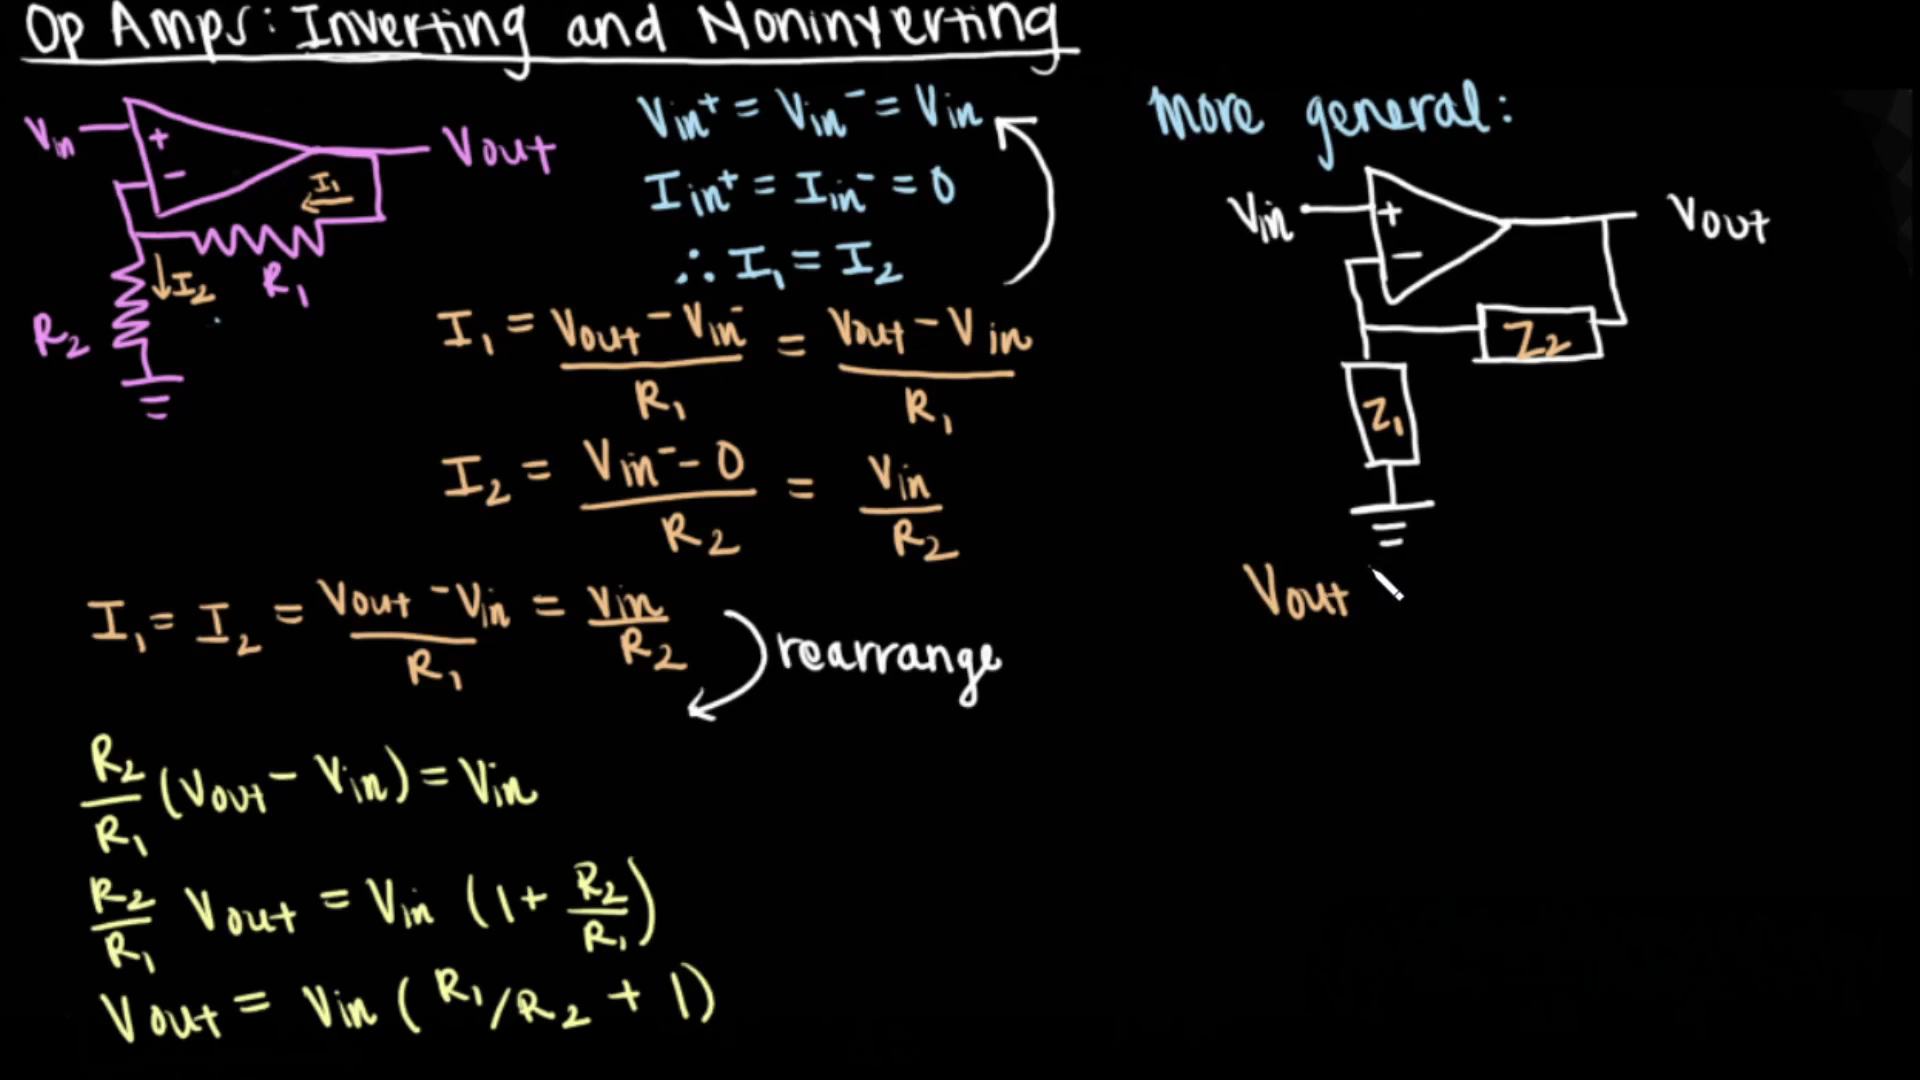 Op Amps: Inverting and Noninverting
Vin
+
-
Vout
I₁
I₂
R₁
R₂
Vin⁺ = Vin⁻ = Vin
Iin⁺ = Iin⁻ = 0
∴ I₁ = I₂
I₁ = Vout - Vin⁻ / R₁ = Vout - Vin / R₁
I₂ = Vin⁻ - 0 / R₂ = Vin / R₂
I₁ = I₂ = Vout - Vin / R₁ = Vin / R₂
rearrange
R₂/R₁ (Vout - Vin) = Vin
R₂/R₁ Vout = Vin (1 + R₂/R₁)
Vout = Vin (R₁/R₂ + 1)
More general:
Vin
+
-
Vout
Z₂
Z₁
Vout